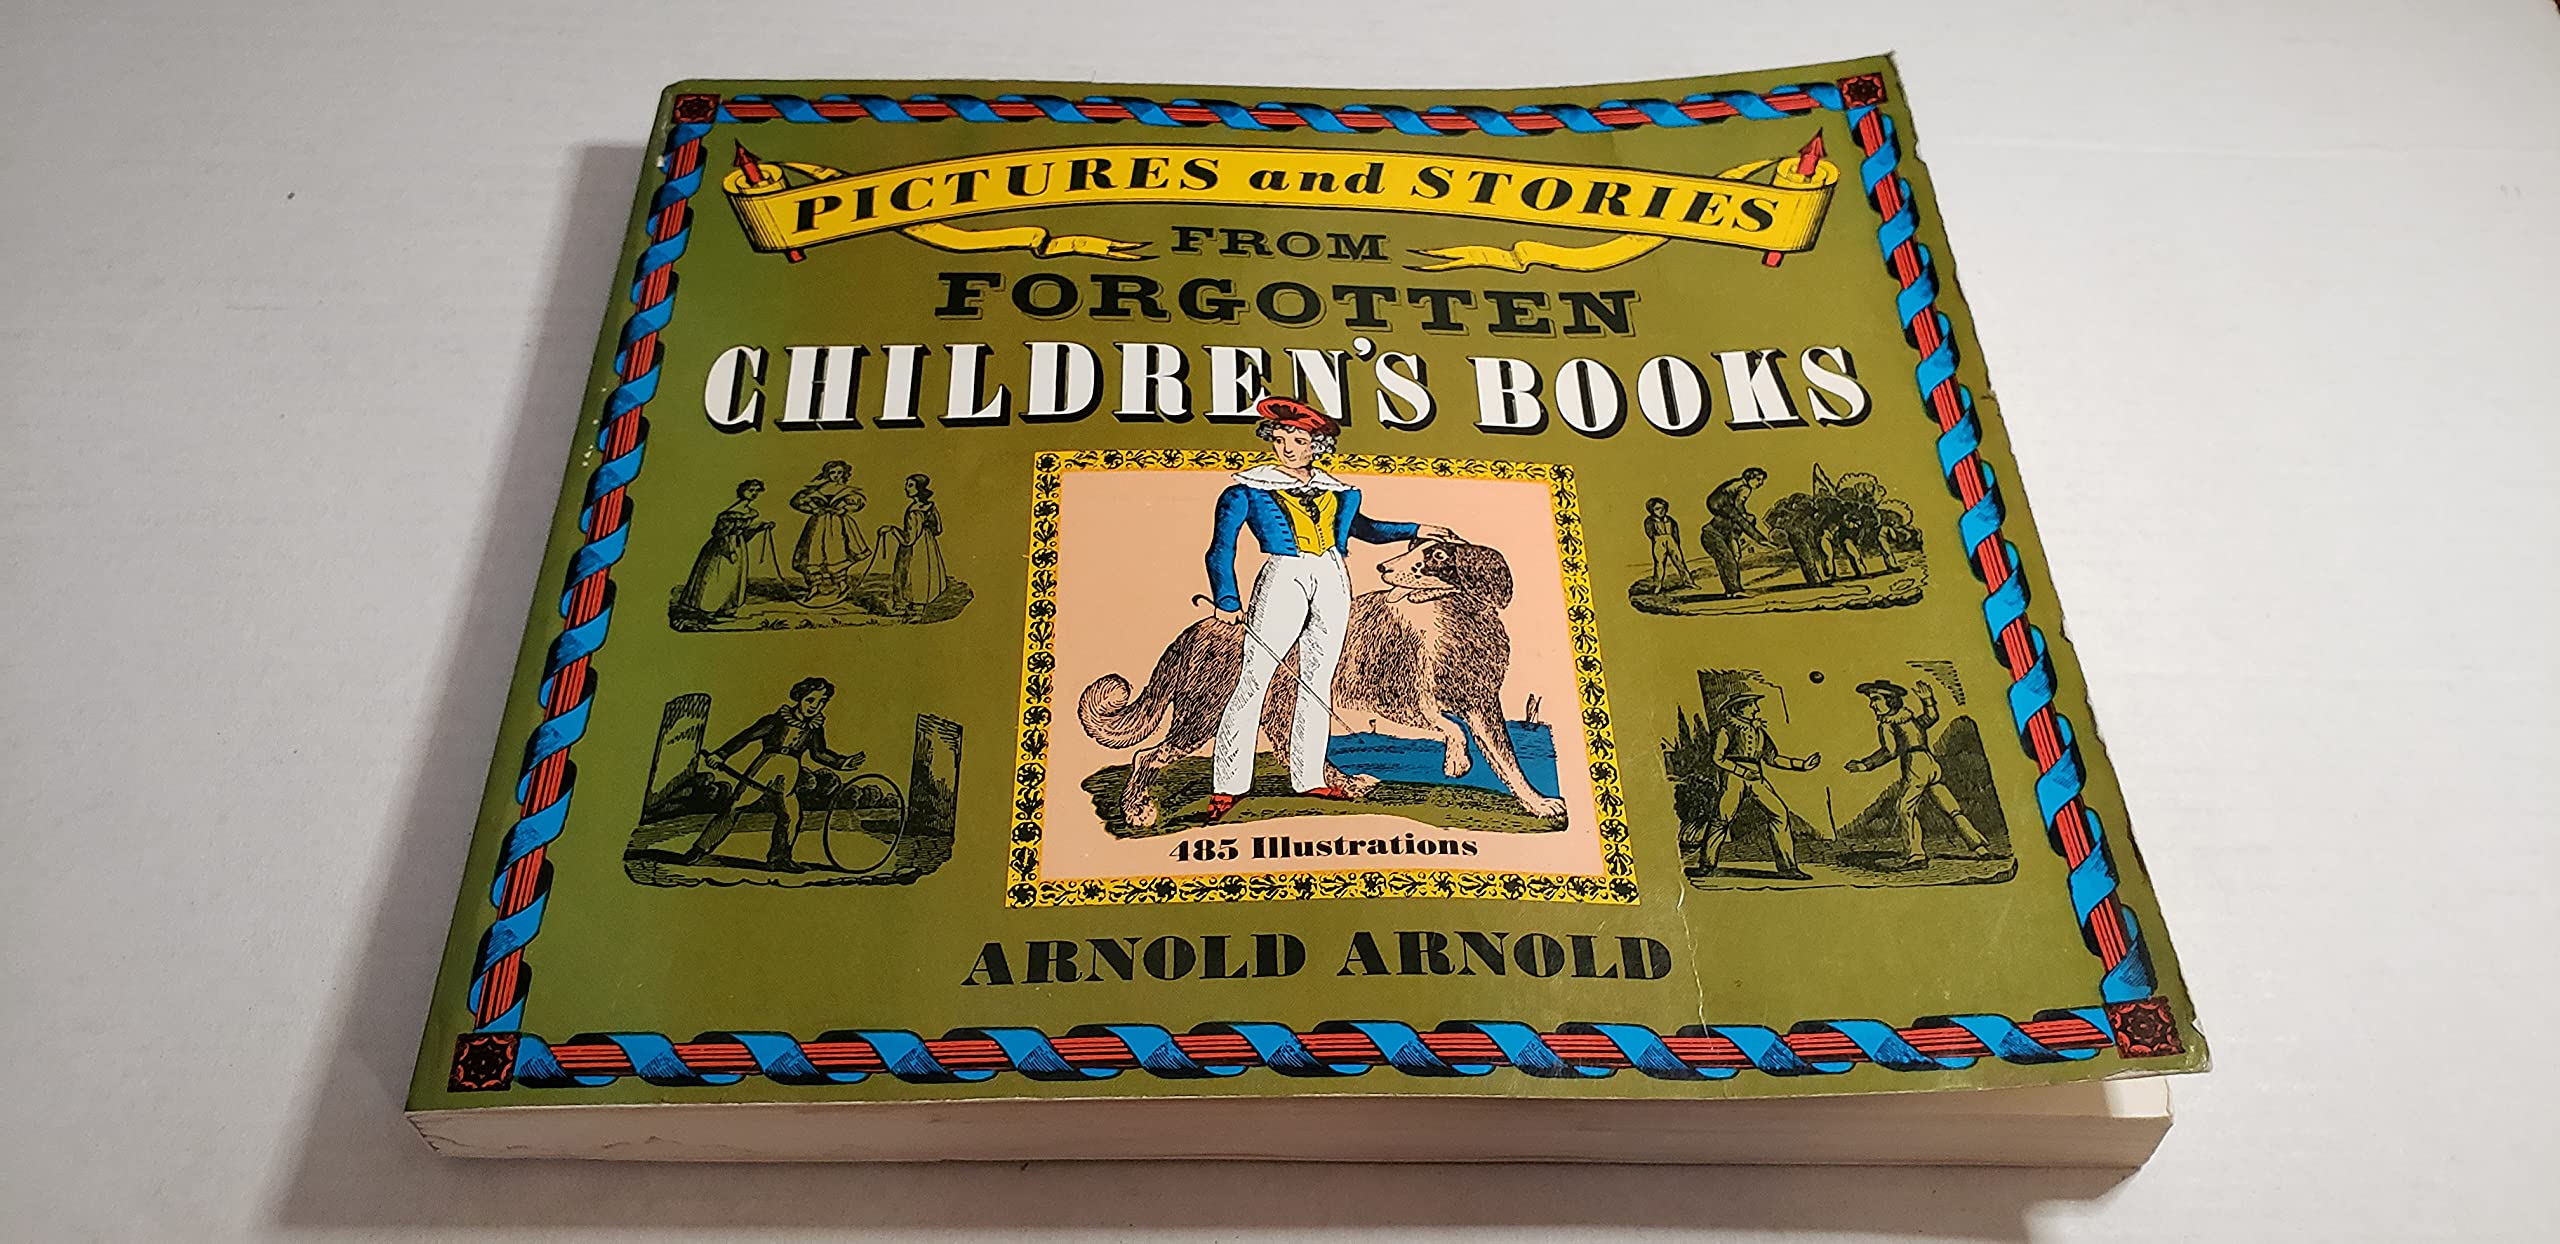 PICTURES and STORIES
FROM
FORGOTTEN
CHILDREN'S BOOKS
485 Illustrations
ARNOLD ARNOLD